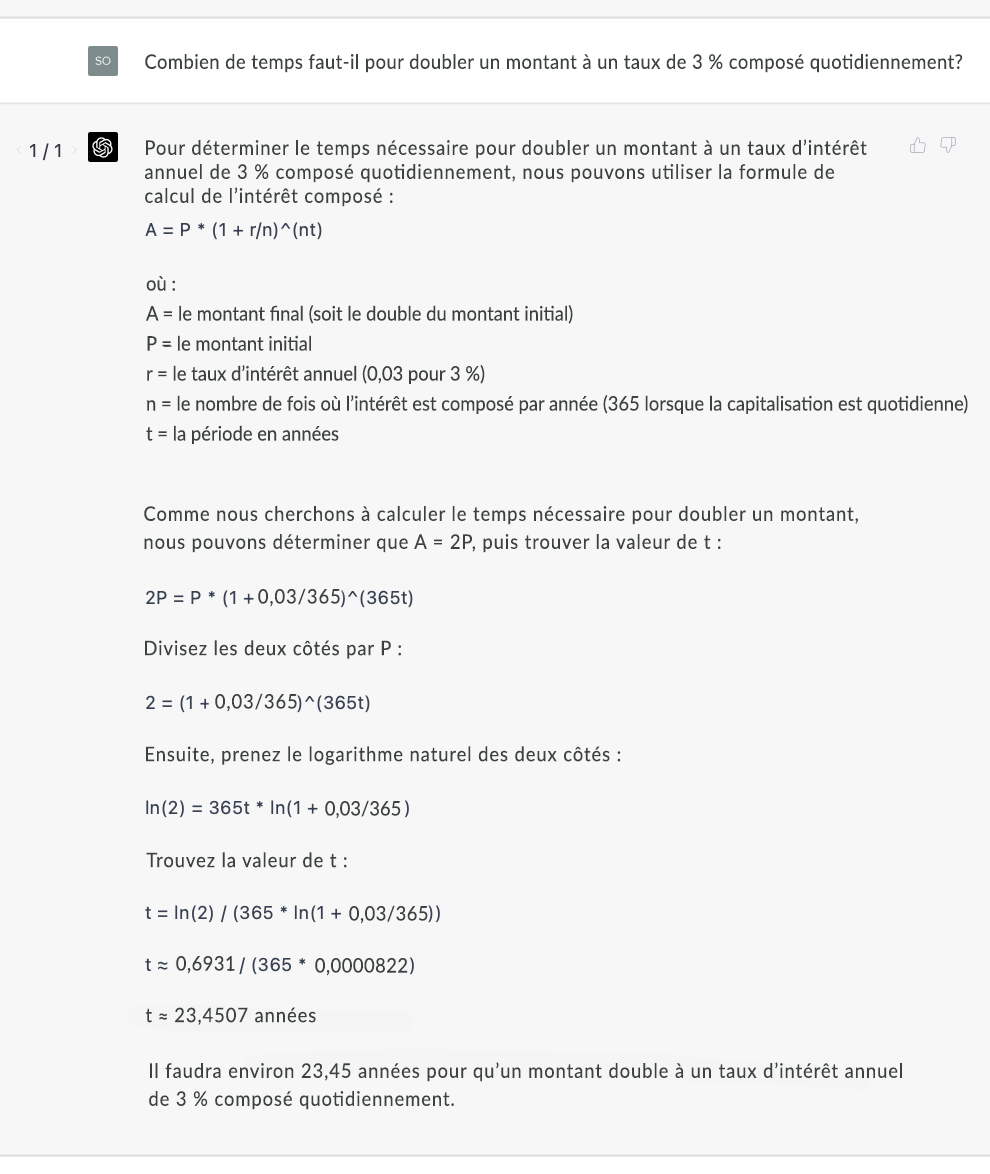 SO
Combien de temps faut-il pour doubler un montant à un taux de 3 % composé quotidiennement?
1 / 1
Pour déterminer le temps nécessaire pour doubler un montant à un taux d’intérêt
annuel de 3 % composé quotidiennement, nous pouvons utiliser la formule de
calcul de l’intérêt composé :
A = P * (1 + r/n)^(nt)
où :
A = le montant final (soit le double du montant initial)
P = le montant initial
r = le taux d’intérêt annuel (0,03 pour 3 %)
n = le nombre de fois où l’intérêt est composé par année (365 lorsque la capitalisation est quotidienne)
t = la période en années
Comme nous cherchons à calculer le temps nécessaire pour doubler un montant,
nous pouvons déterminer que A = 2P, puis trouver la valeur de t :
2P = P * (1 + 0,03/365)^(365t)
Divisez les deux côtés par P :
2 = (1 + 0,03/365)^(365t)
Ensuite, prenez le logarithme naturel des deux côtés :
ln(2) = 365t * ln(1 + 0,03/365)
Trouvez la valeur de t :
t = ln(2) / (365 * ln(1 + 0,03/365))
t ≈ 0,6931 / (365 * 0,0000822)
t ≈ 23,4507 années
Il faudra environ 23,45 années pour qu’un montant double à un taux d’intérêt annuel
de 3 % composé quotidiennement.